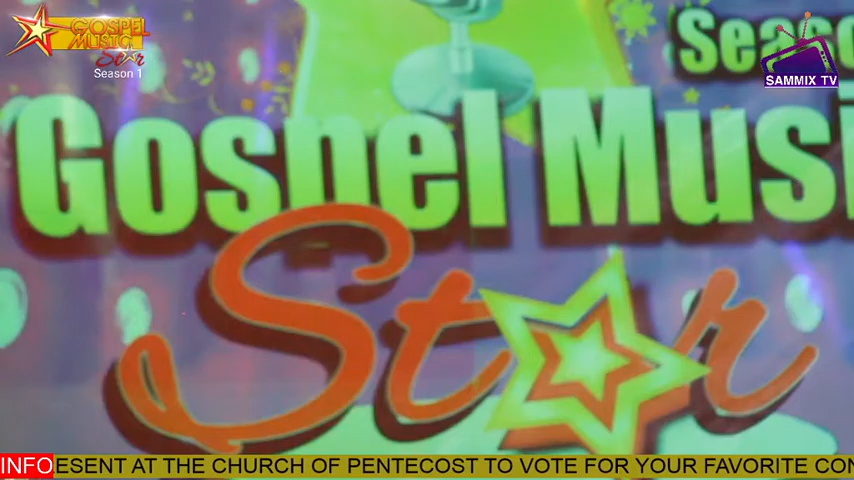 GOSPEL
MUSIC
Star
Season 1
Seaso
SAMMIX TV
Gospel Musi
Star
INFO ESENT AT THE CHURCH OF PENTECOST TO VOTE FOR YOUR FAVORITE CON